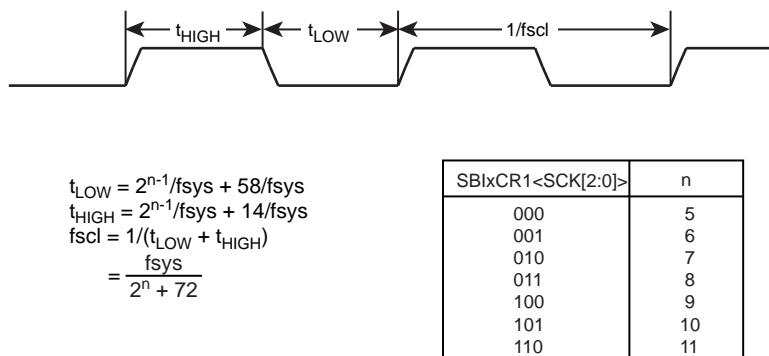 tHIGH tLOW 1/fscl
tLOW = 2n-1/fsys + 58/fsys
tHIGH = 2n-1/fsys + 14/fsys
fscl = 1/(tLOW + tHIGH)
= fsys
2n + 72
SBIxCR1<SCK[2:0]> n
000 5
001 6
010 7
011 8
100 9
101 10
110 11